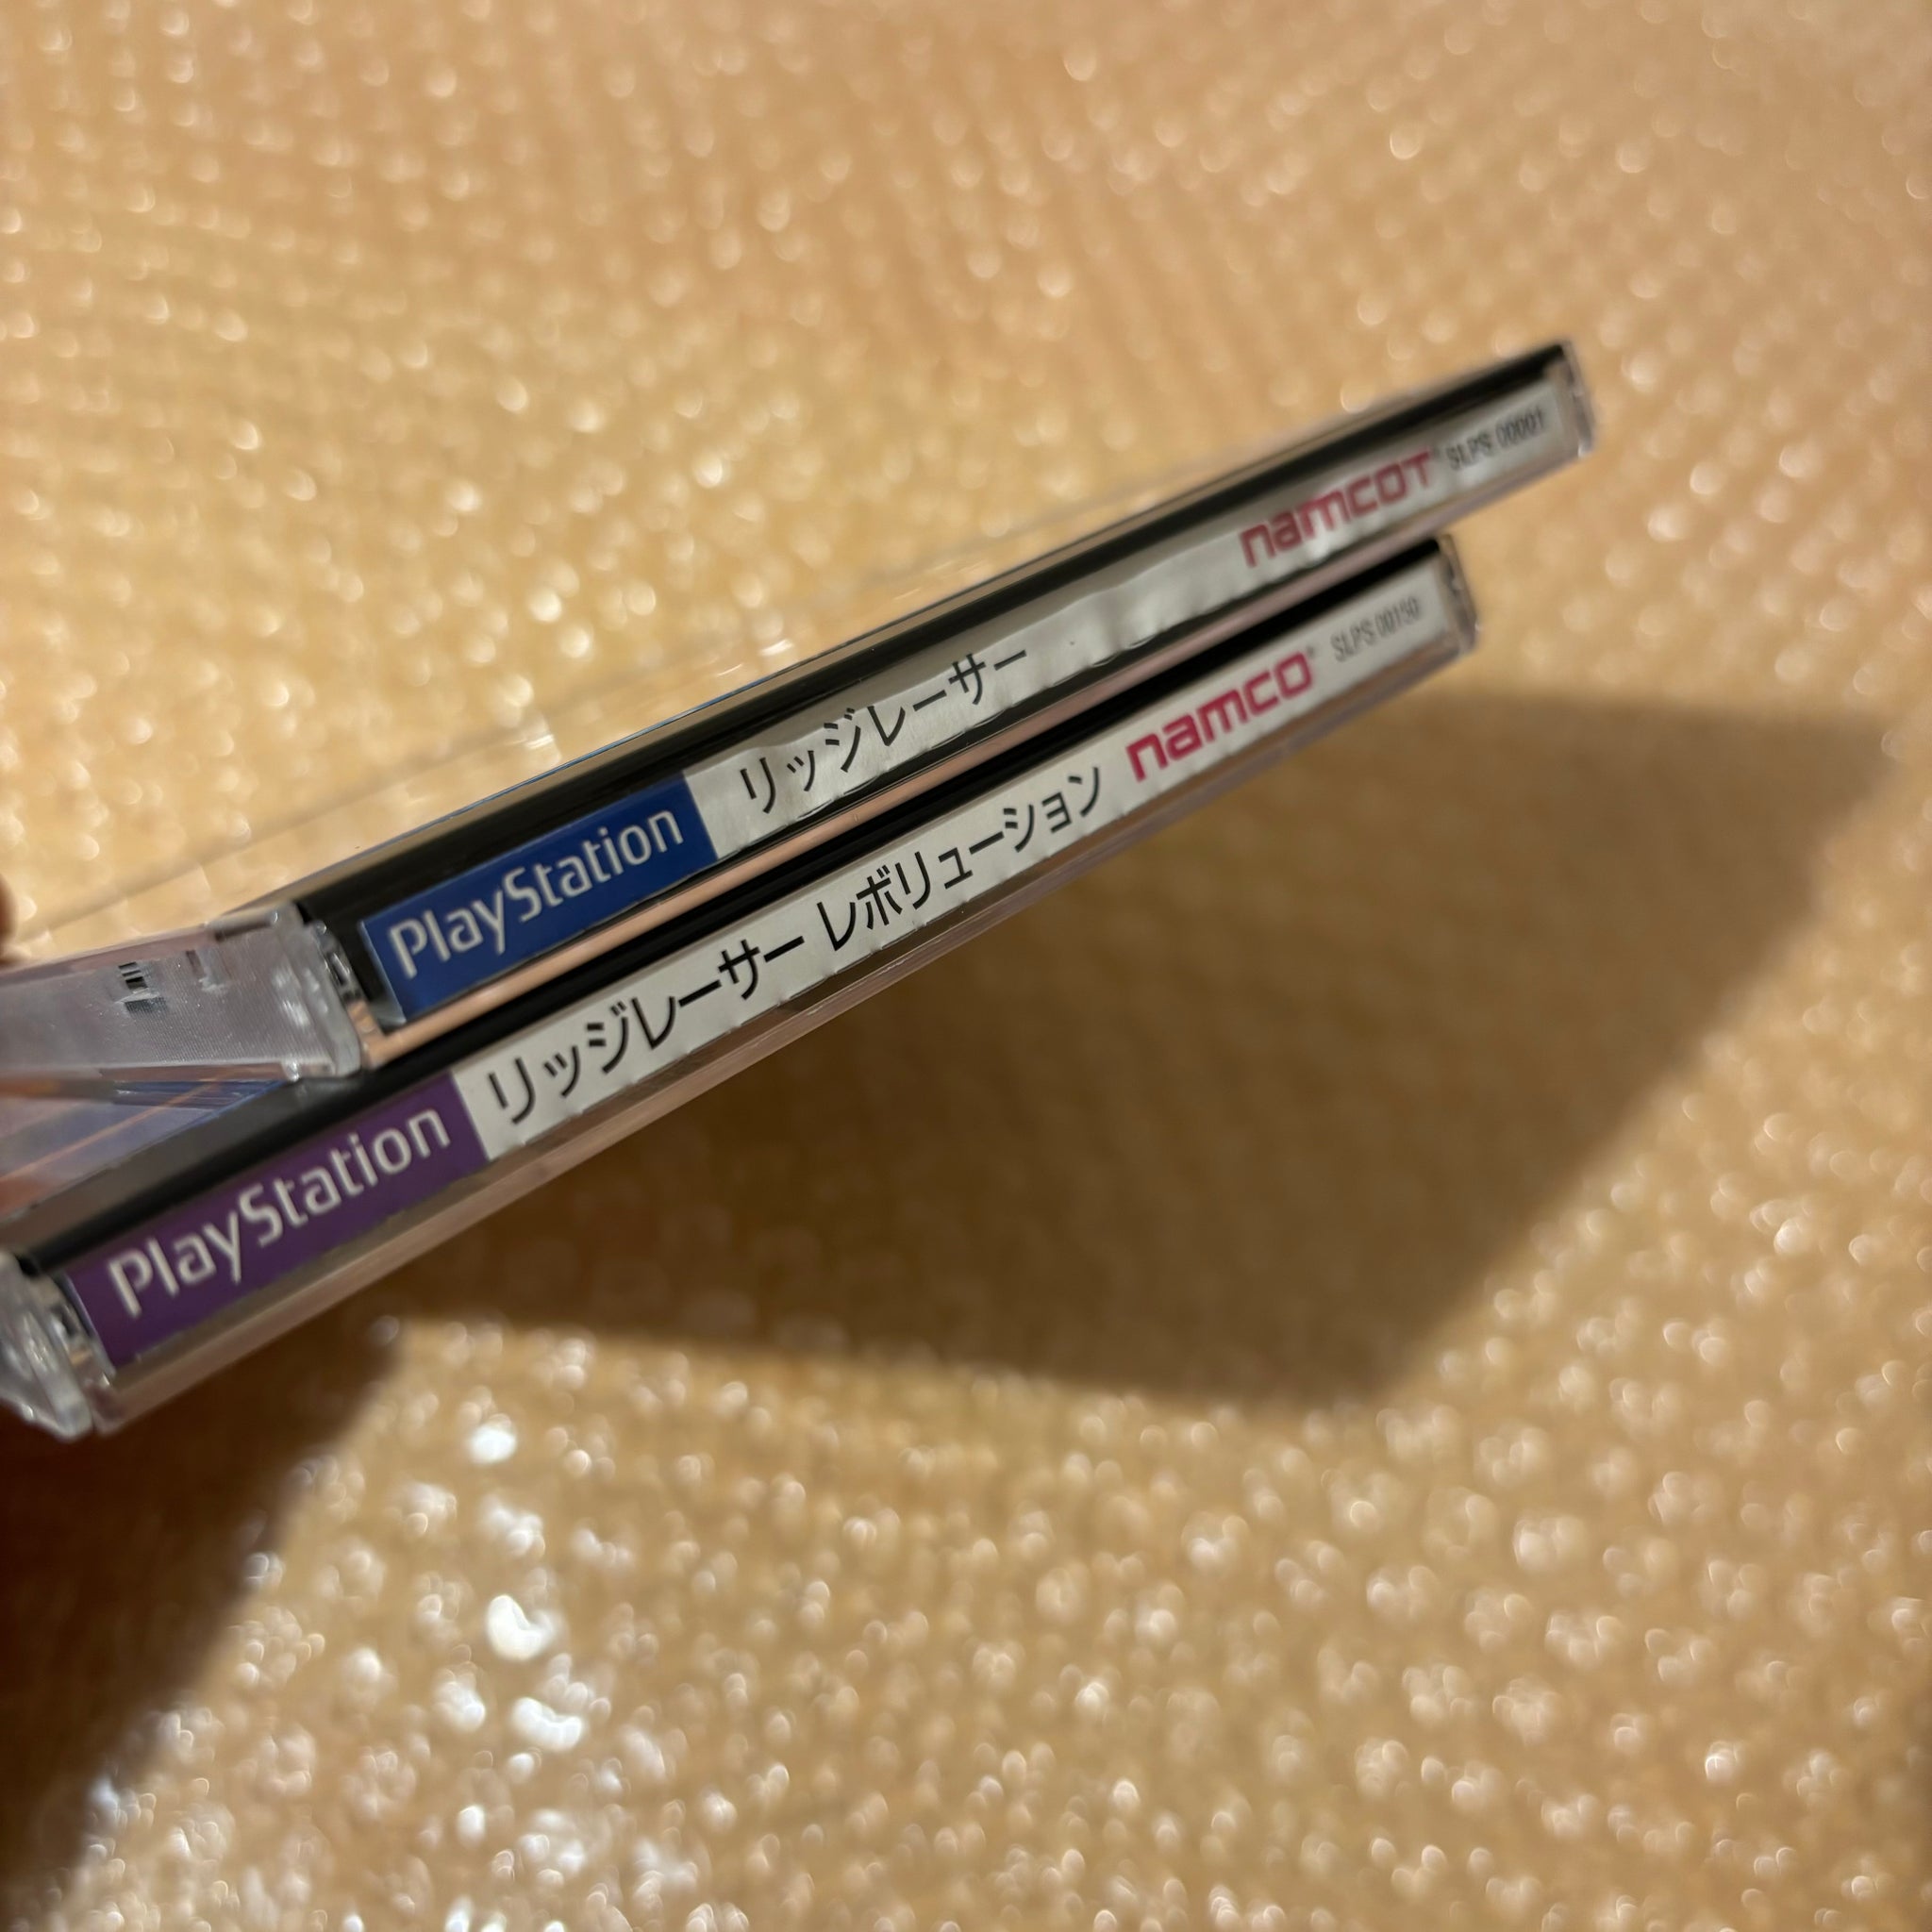 PlayStation リッジレーサー namcoT SLPS 00001
PlayStation リッジレーサー レボリューション namco SLPS 00150